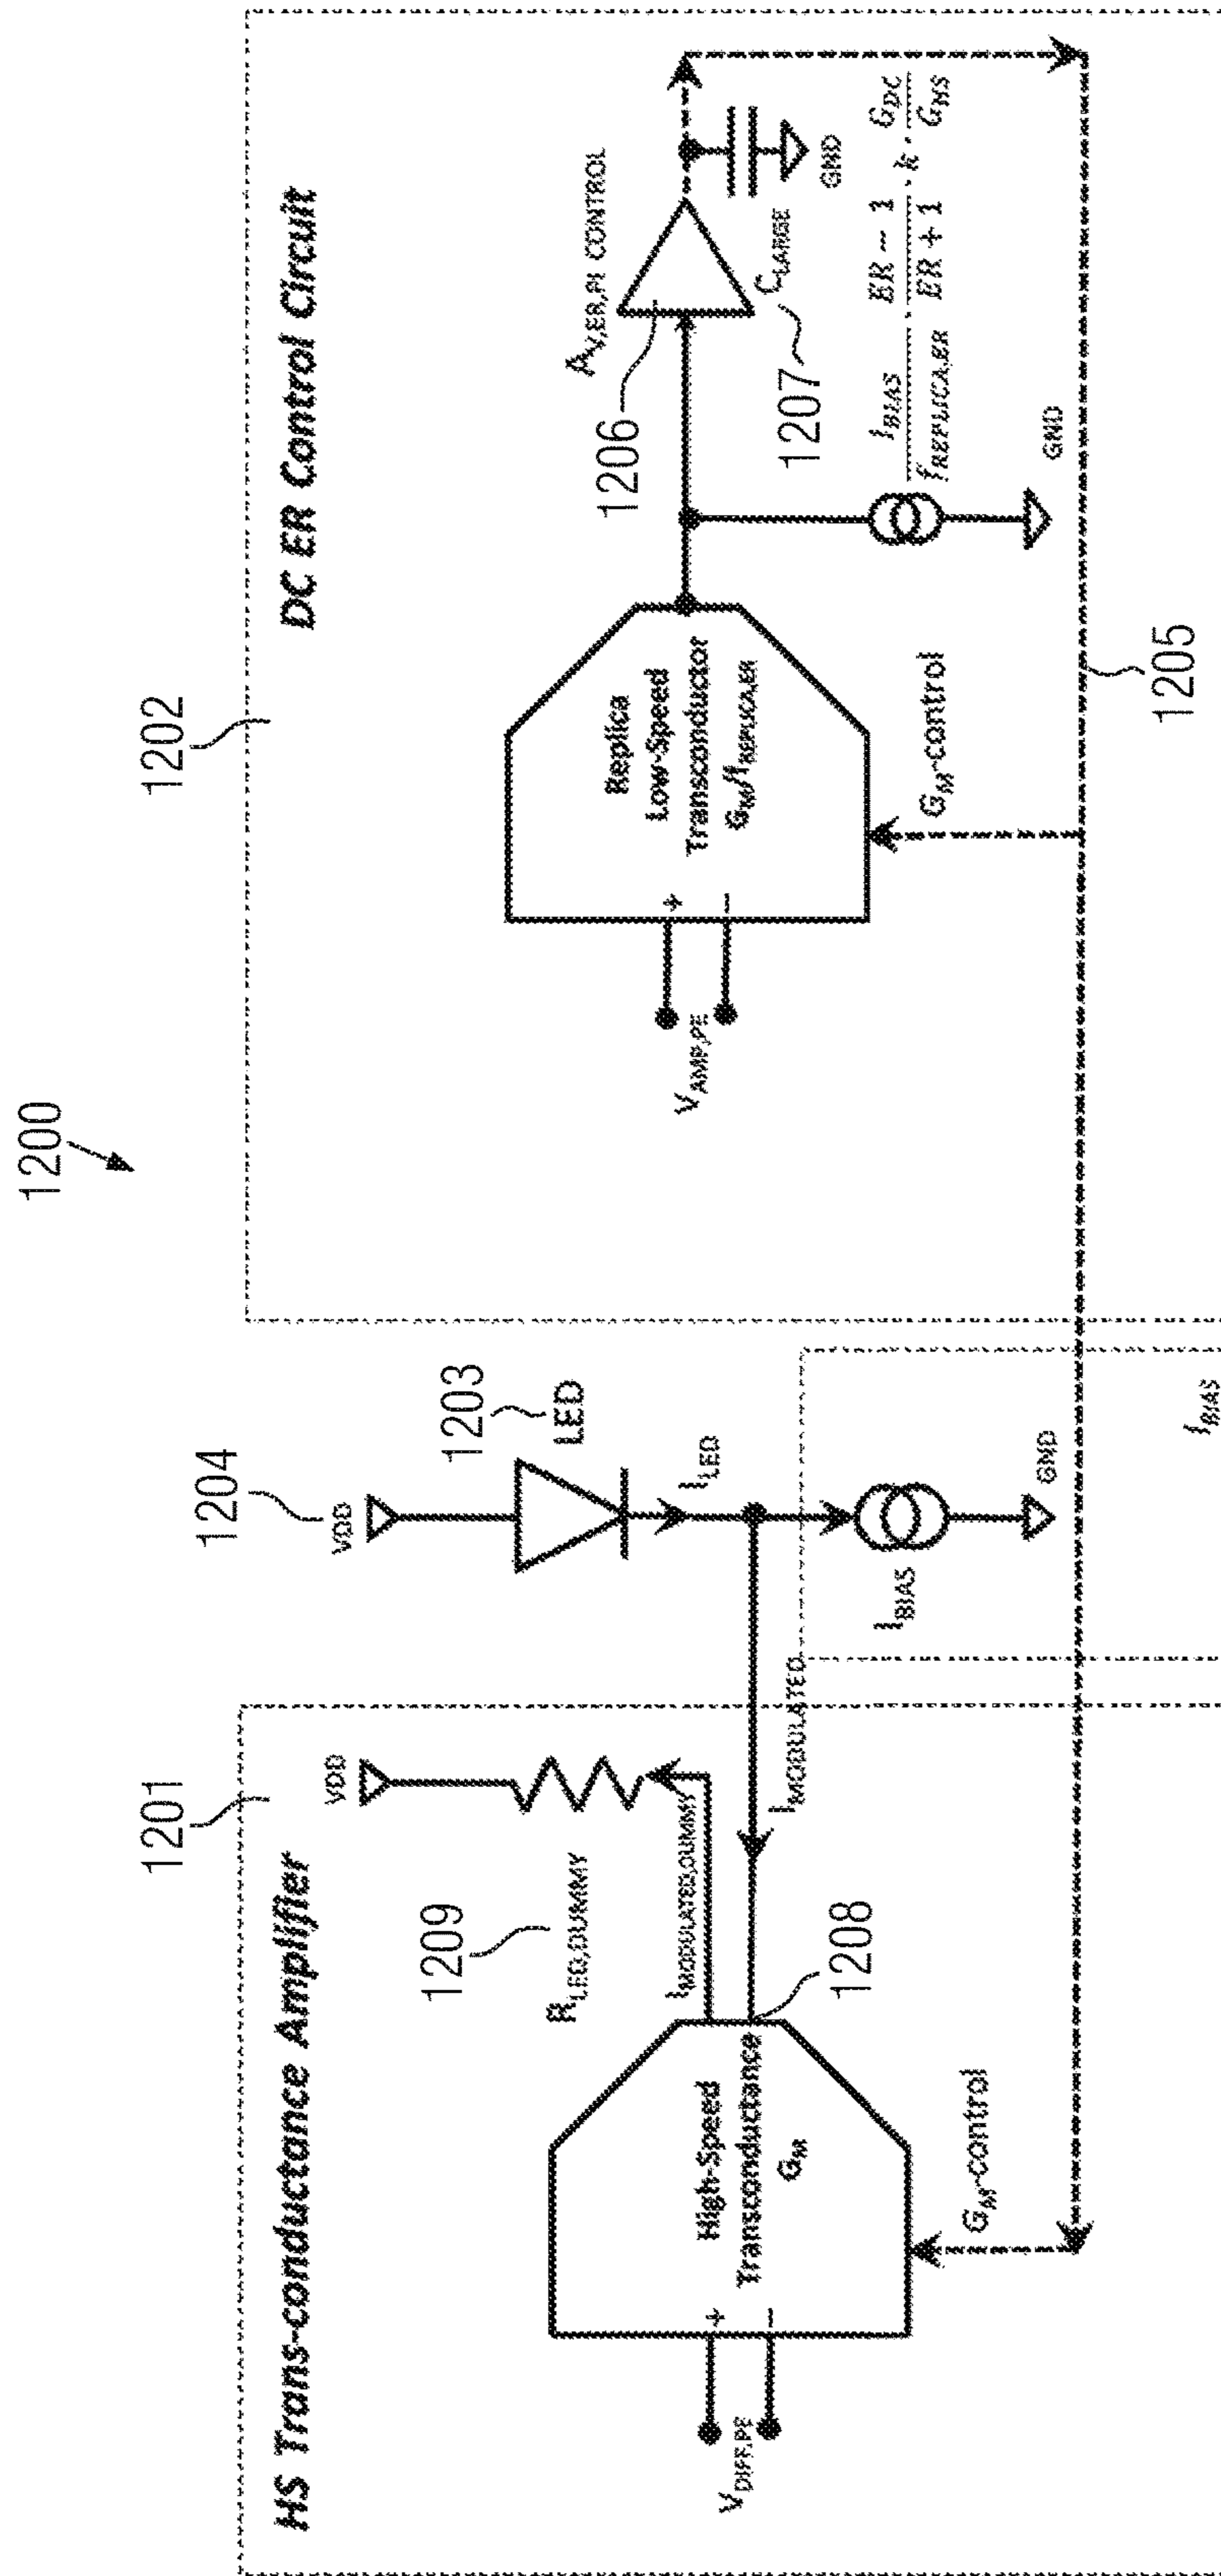 1200
1201
HS Trans-conductance Amplifier
VDD
1209
R_LED,DUMMY
I_MODULATED,DUMMY
High-Speed
Transconductance
G_M
+
−
V_DIFF,PE
1208
I_MODULATED
G_M-control
1204
VDD
1203
LED
I_LED
I_BIAS
GND
I_BIAS
1202
DC ER Control Circuit
Replica
Low-Speed
Transconductor
G_M/f_REPLICA,ER
+
−
V_AMP,PE
G_M-control
A_V,ER,PI CONTROL
1206
C_LARGE
1207
GND
I_BIAS / f_REPLICA,ER · ER − 1 / ER + 1 · k · G_DC / G_HS
GND
1205